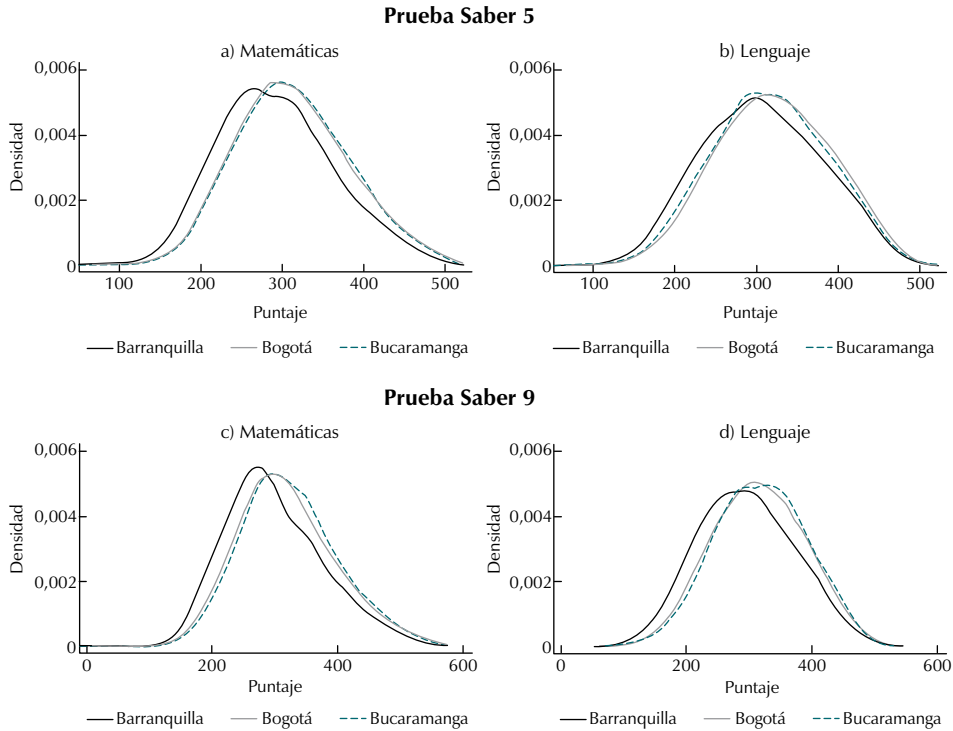 Prueba Saber 5
a) Matemáticas
b) Lenguaje
0,006
0,004
0,002
0
Densidad
100 200 300 400 500
Puntaje
0,006
0,004
0,002
0
Densidad
100 200 300 400 500
Puntaje
Barranquilla Bogotá Bucaramanga
Barranquilla Bogotá Bucaramanga
Prueba Saber 9
c) Matemáticas
d) Lenguaje
0,006
0,004
0,002
0
Densidad
0 200 400 600
Puntaje
0,006
0,004
0,002
0
Densidad
0 200 400 600
Puntaje
Barranquilla Bogotá Bucaramanga
Barranquilla Bogotá Bucaramanga